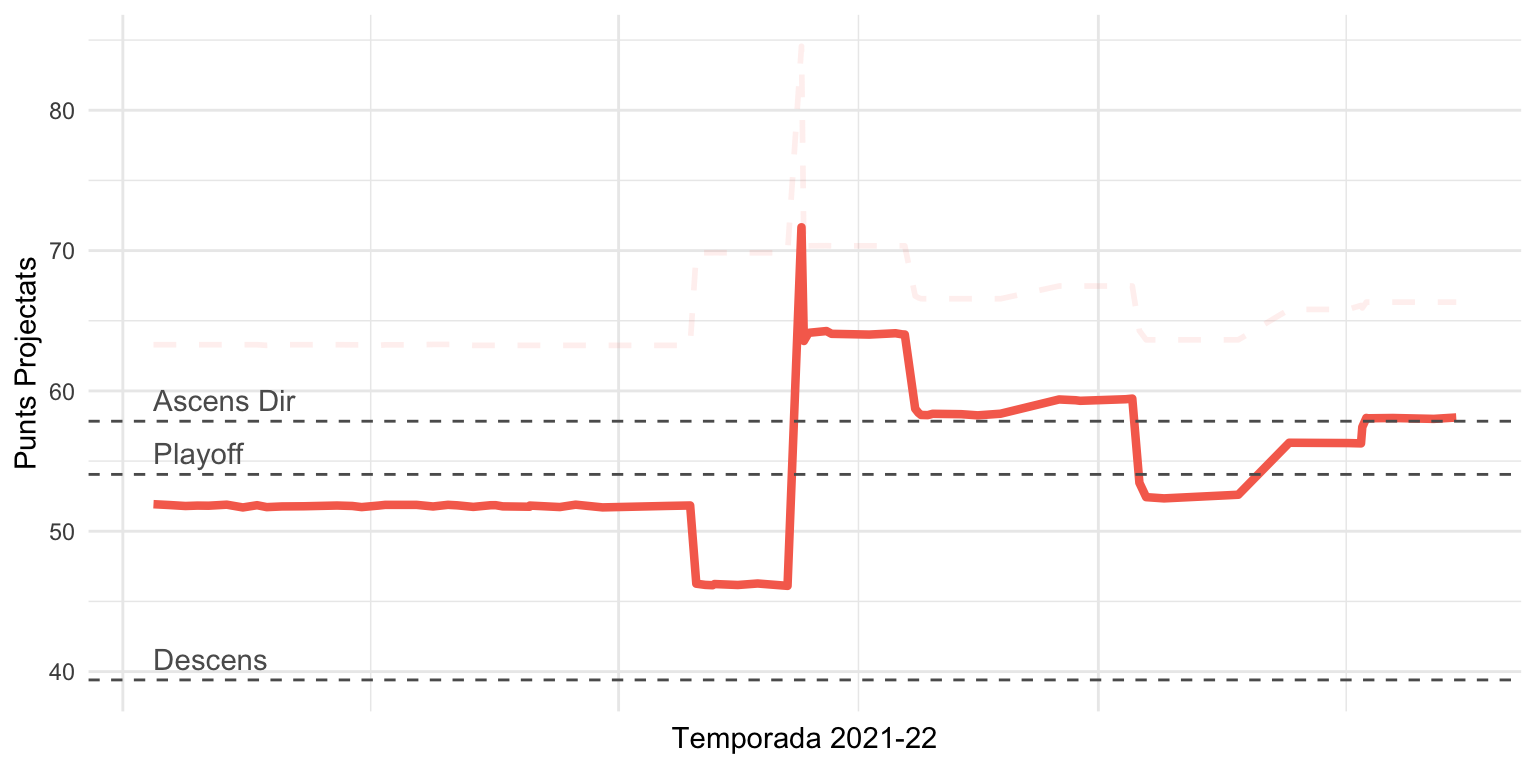 80
70
60
50
40
Punts Projectats
Ascens Dir
Playoff
Descens
Temporada 2021-22